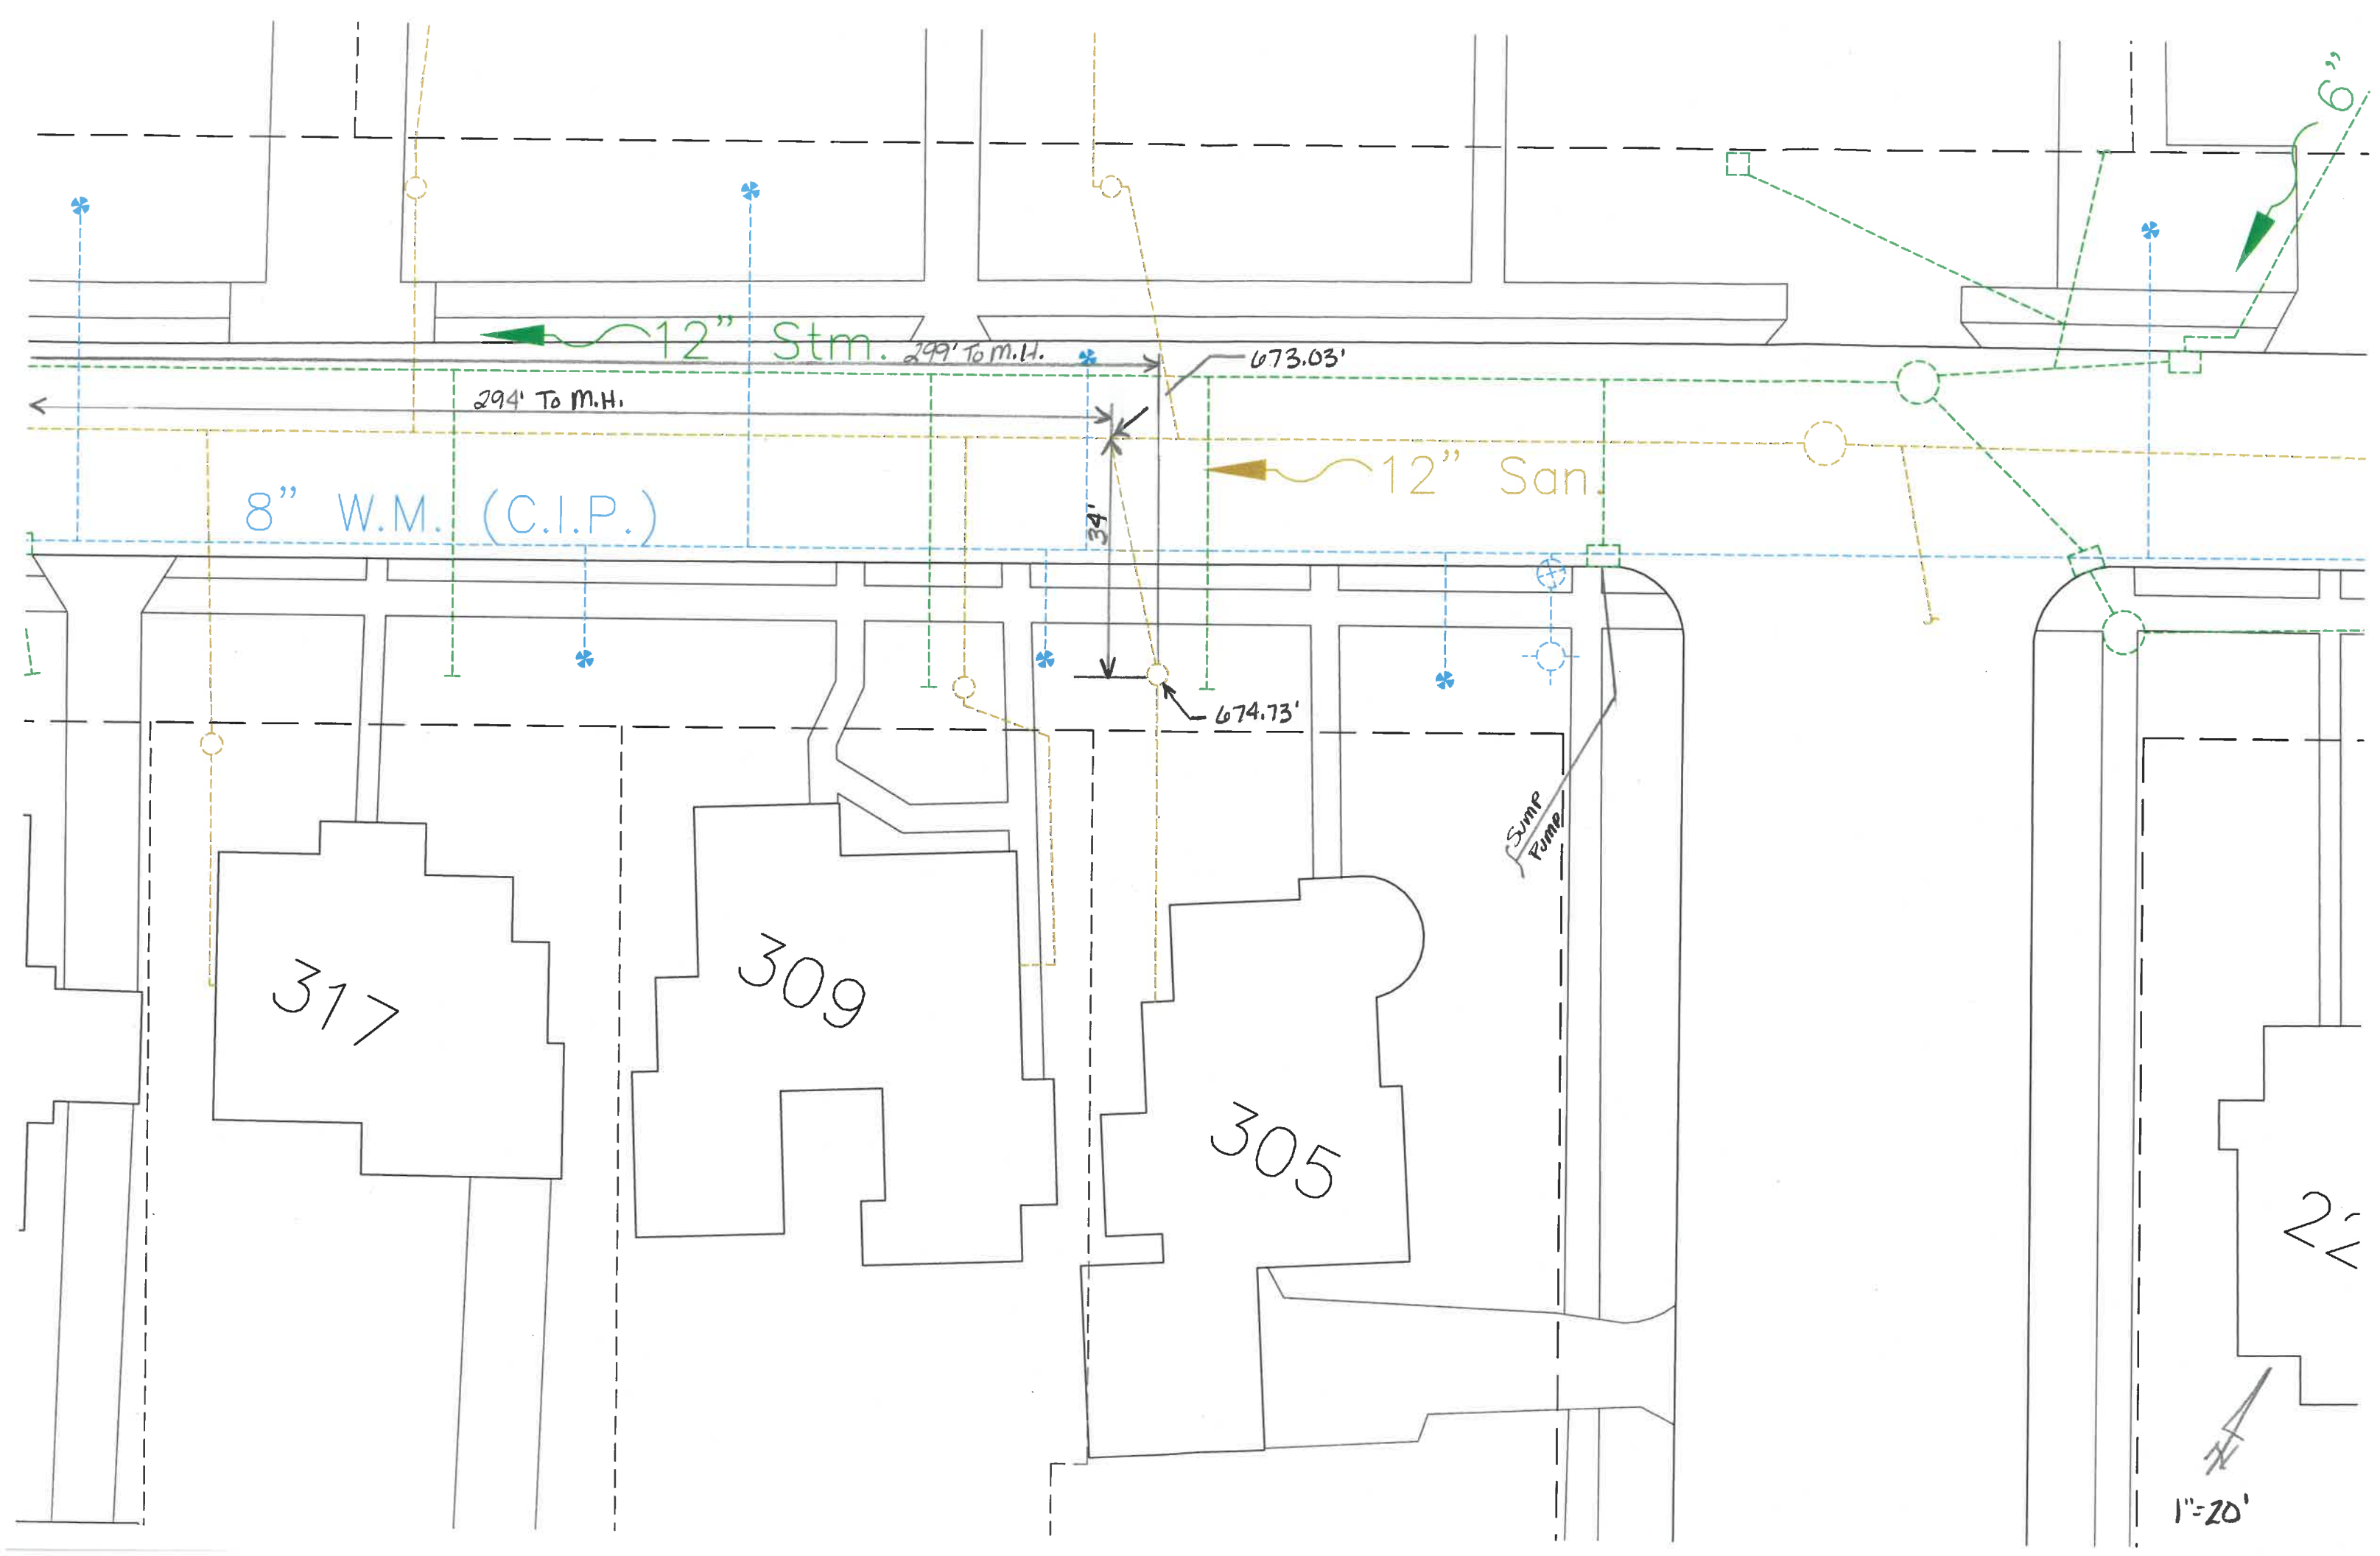 6”
12” Stm.
299' To M.H.
673.03'
294' To M.H.
12” San.
8” W.M. (C.I.P.)
34'
674.73'
SUMP
PUMP
317
309
305
22
N
1"=20'